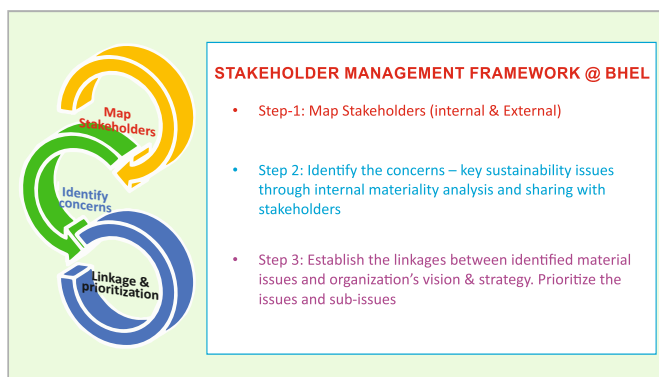 Map
Stakeholders
Identify
concerns
Linkage &
prioritization
STAKEHOLDER MANAGEMENT FRAMEWORK @ BHEL
• Step-1: Map Stakeholders (internal & External)
• Step 2: Identify the concerns – key sustainability issues
through internal materiality analysis and sharing with
stakeholders
• Step 3: Establish the linkages between identified material
issues and organization's vision & strategy. Prioritize the
issues and sub-issues